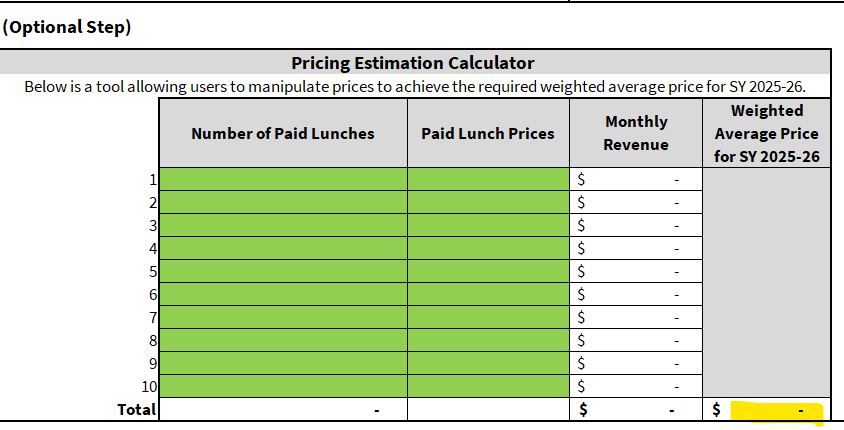 (Optional Step)
Pricing Estimation Calculator
Below is a tool allowing users to manipulate prices to achieve the required weighted average price for SY 2025-26.
Number of Paid Lunches Paid Lunch Prices Monthly Revenue Weighted Average Price for SY 2025-26
1 $ -
2 $ -
3 $ -
4 $ -
5 $ -
6 $ -
7 $ -
8 $ -
9 $ -
10 $ -
Total - $ - $ -